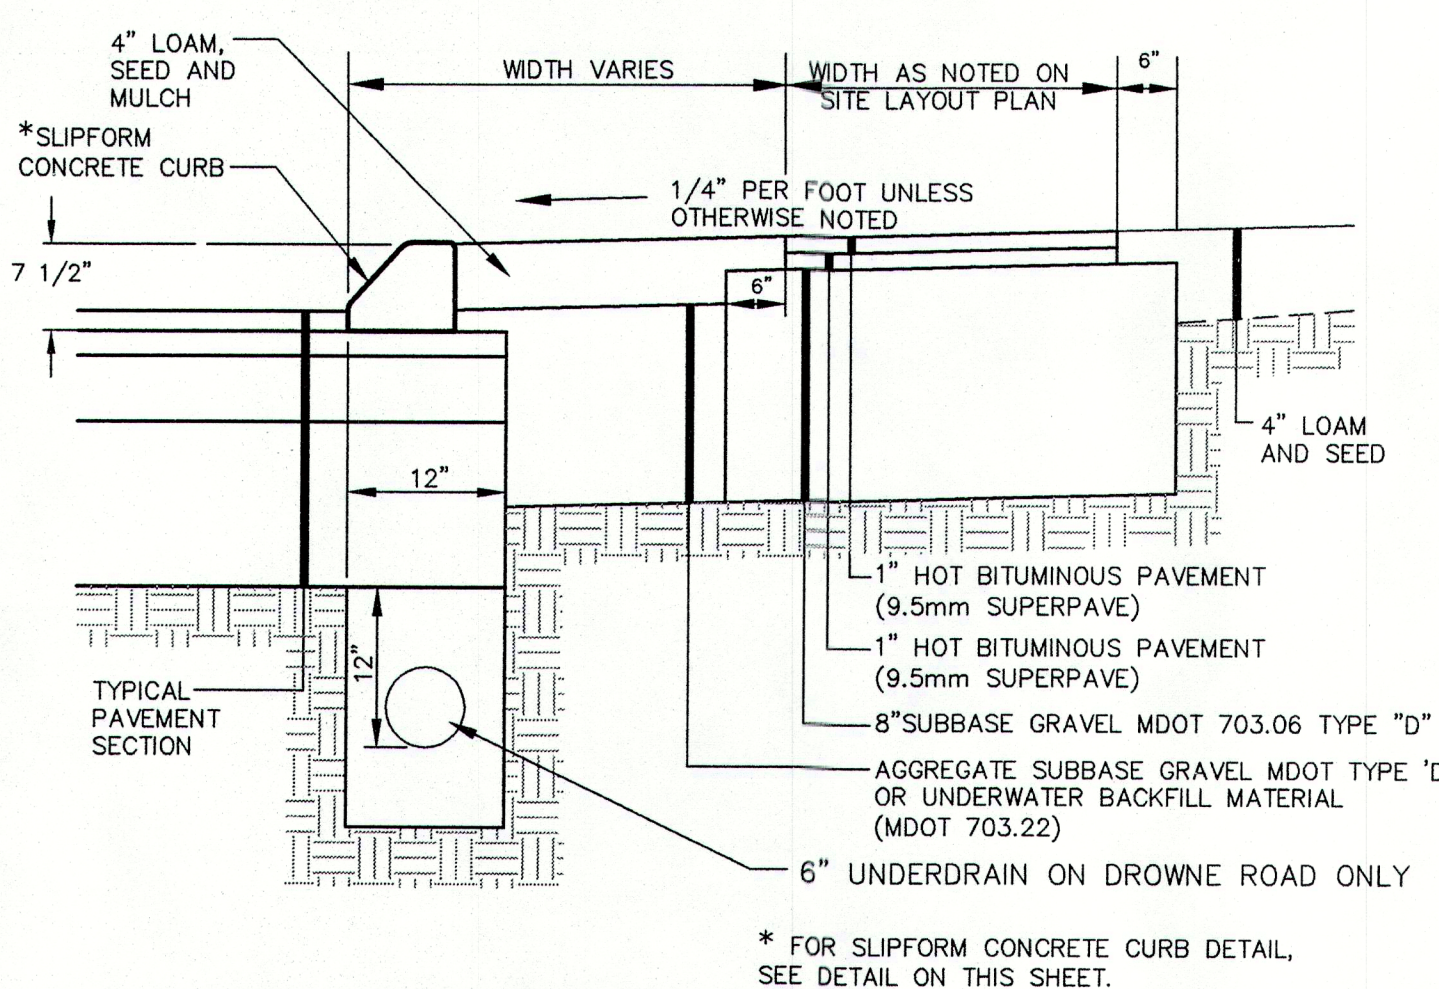 4" LOAM,
SEED AND
MULCH
*SLIPFORM
CONCRETE CURB
WIDTH VARIES
WIDTH AS NOTED ON
SITE LAYOUT PLAN
6"
1/4" PER FOOT UNLESS
OTHERWISE NOTED
7 1/2"
6"
12"
4" LOAM
AND SEED
1" HOT BITUMINOUS PAVEMENT
(9.5mm SUPERPAVE)
12"
1" HOT BITUMINOUS PAVEMENT
(9.5mm SUPERPAVE)
TYPICAL
PAVEMENT
SECTION
8"SUBBASE GRAVEL MDOT 703.06 TYPE "D"
AGGREGATE SUBBASE GRAVEL MDOT TYPE 'D
OR UNDERWATER BACKFILL MATERIAL
(MDOT 703.22)
6" UNDERDRAIN ON DROWNE ROAD ONLY
* FOR SLIPFORM CONCRETE CURB DETAIL,
SEE DETAIL ON THIS SHEET.